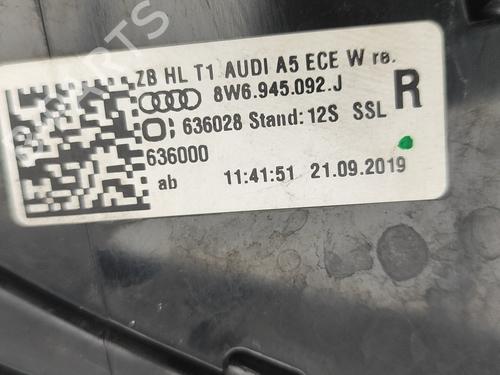 ZB HL T1 AUDI A5 ECE W re.
8W6.945.092.J
R
636028 Stand: 12S SSL
636000
ab 11:41:51 21.09.2019